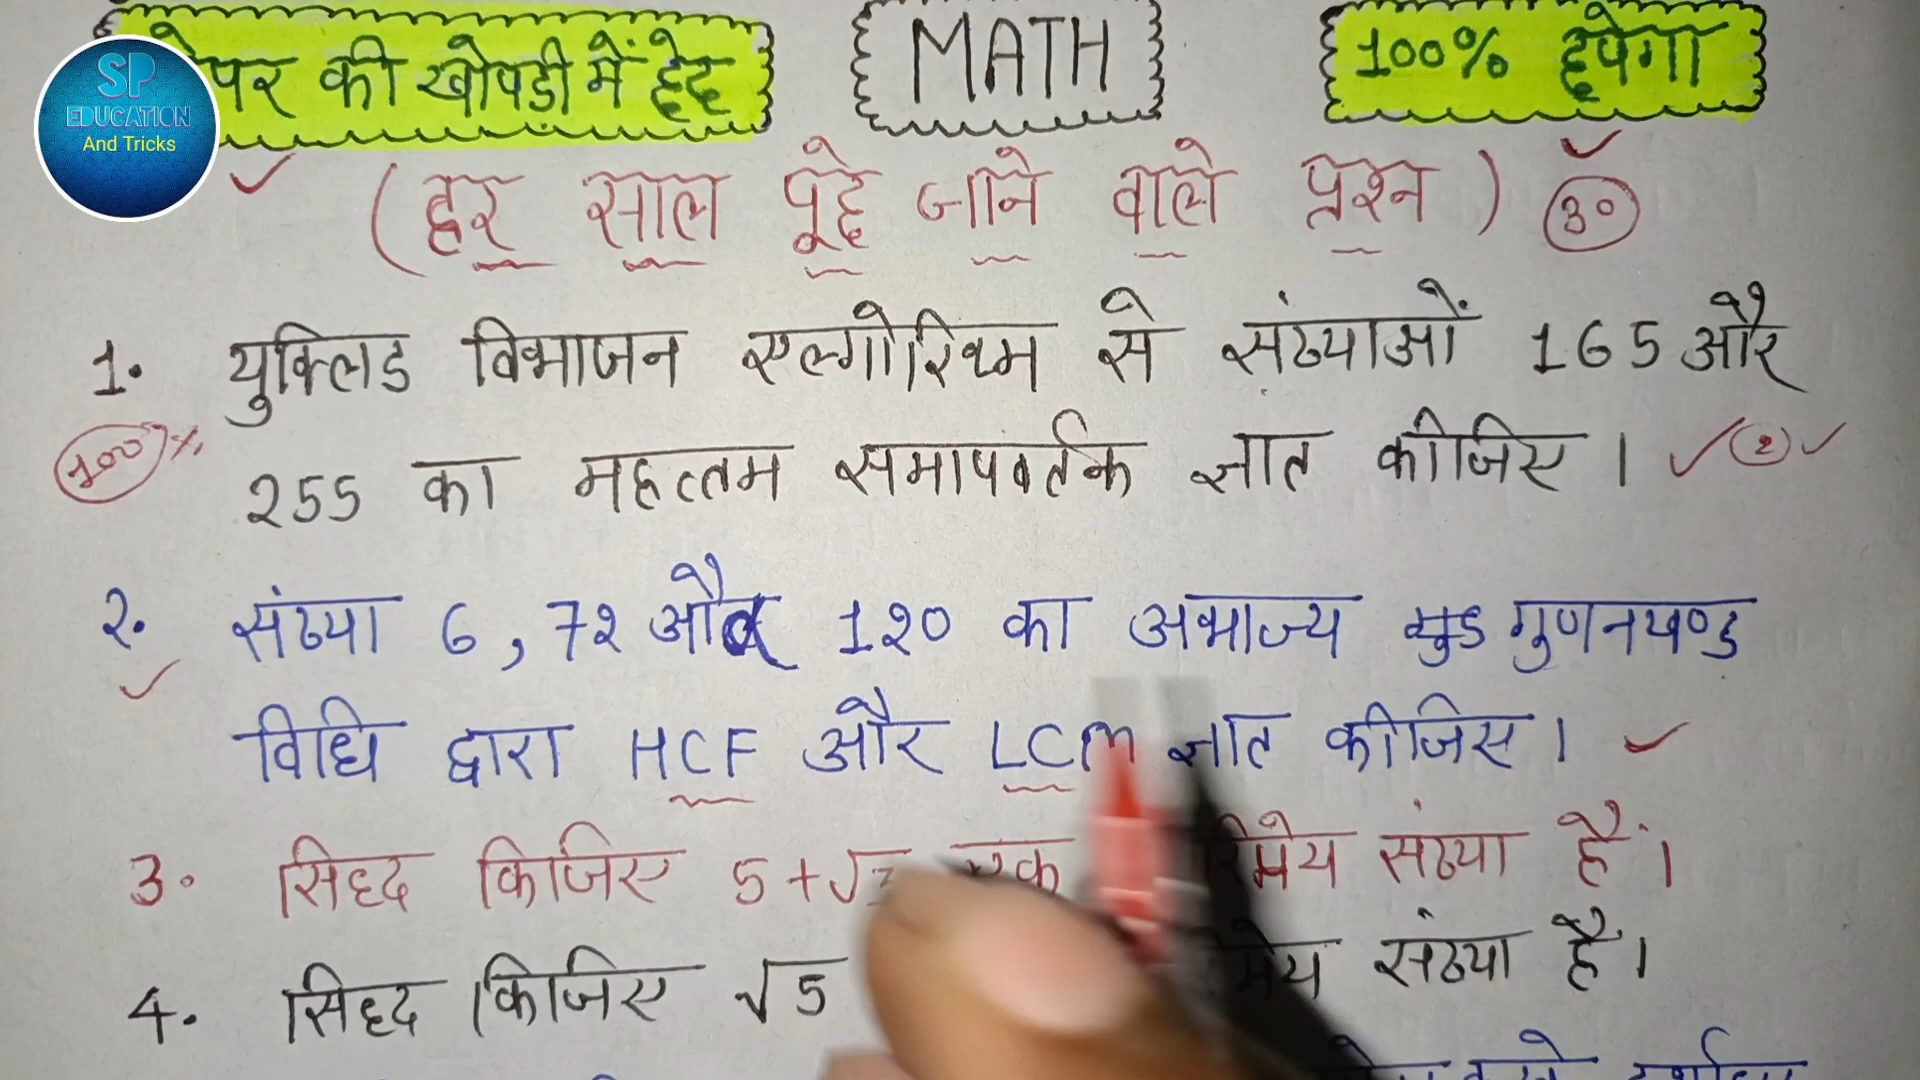 SP
EDUCATION
And Tricks
पेपर की खोपडी में छेद
MATH
100% छपेगा
(हर साल पूछे जाने वाले प्रश्न) 30
1. युक्लिड विभाजन एल्गोरिथ्म से संख्याओं 165 और
100%
255 का महत्तम समापवर्तक ज्ञात कीजिए। (2)
2. संख्या 6, 72 और 120 का अभाज्य गुणनखण्ड
विधि द्वारा HCF और LCM ज्ञात कीजिए।
3. सिद्ध किजिए 5+√3 एक संख्या हैं।
4. सिद्ध किजिए √5 संख्या हैं।